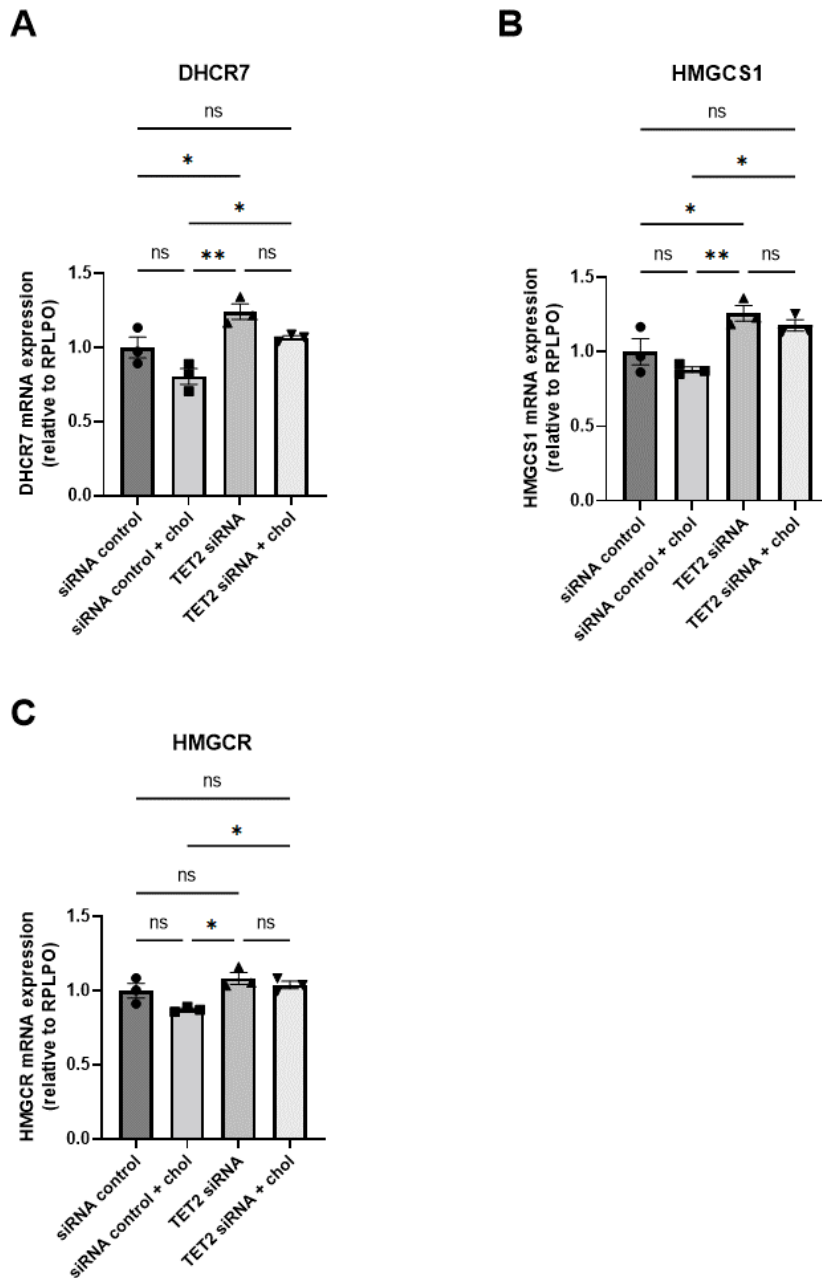 A
DHCR7
ns
*
*
ns ** ns
DHCR7 mRNA expression
(relative to RPLPO)
1.5
1.0
0.5
0.0
siRNA control
siRNA control + chol
TET2 siRNA
TET2 siRNA + chol
B
HMGCS1
ns
*
*
ns ** ns
HMGCS1 mRNA expression
(relative to RPLPO)
1.5
1.0
0.5
0.0
siRNA control
siRNA control + chol
TET2 siRNA
TET2 siRNA + chol
C
HMGCR
ns
*
ns
ns * ns
HMGCR mRNA expression
(relative to RPLPO)
1.5
1.0
0.5
0.0
siRNA control
siRNA control + chol
TET2 siRNA
TET2 siRNA + chol